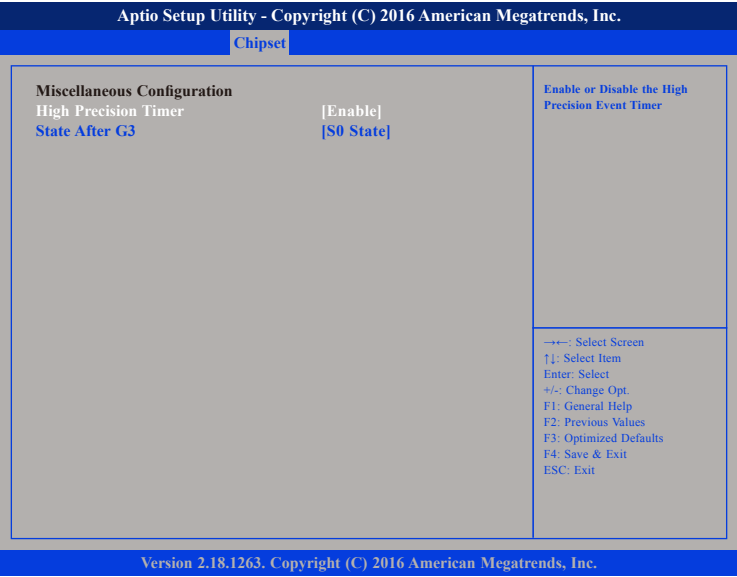 Aptio Setup Utility - Copyright (C) 2016 American Megatrends, Inc.
Chipset
Miscellaneous Configuration
High Precision Timer [Enable]
State After G3 [S0 State]
Enable or Disable the High
Precision Event Timer
→←: Select Screen
↑↓: Select Item
Enter: Select
+/-: Change Opt.
F1: General Help
F2: Previous Values
F3: Optimized Defaults
F4: Save & Exit
ESC: Exit
Version 2.18.1263. Copyright (C) 2016 American Megatrends, Inc.